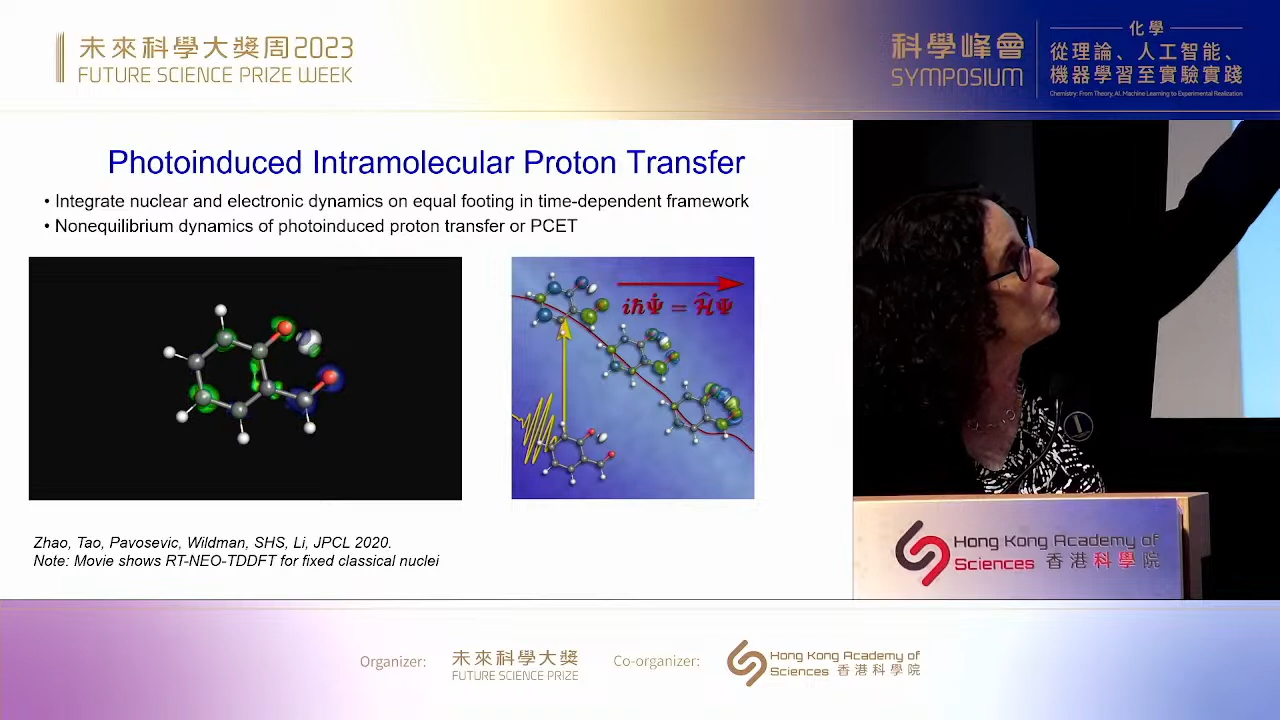 未來科學大獎周2023
FUTURE SCIENCE PRIZE WEEK
科學峰會
SYMPOSIUM
化學
從理論、人工智能、
機器學習至實驗實踐
Chemistry: From Theory, AI, Machine Learning to Experimental Realization
Photoinduced Intramolecular Proton Transfer
• Integrate nuclear and electronic dynamics on equal footing in time-dependent framework
• Nonequilibrium dynamics of photoinduced proton transfer or PCET
iħΨ̇ = ĤΨ
Zhao, Tao, Pavosevic, Wildman, SHS, Li, JPCL 2020.
Note: Movie shows RT-NEO-TDDFT for fixed classical nuclei
Hong Kong Academy of
Sciences 香港科學院
Organizer:
未來科學大獎
FUTURE SCIENCE PRIZE
Co-organizer:
Hong Kong Academy of
Sciences 香港科學院